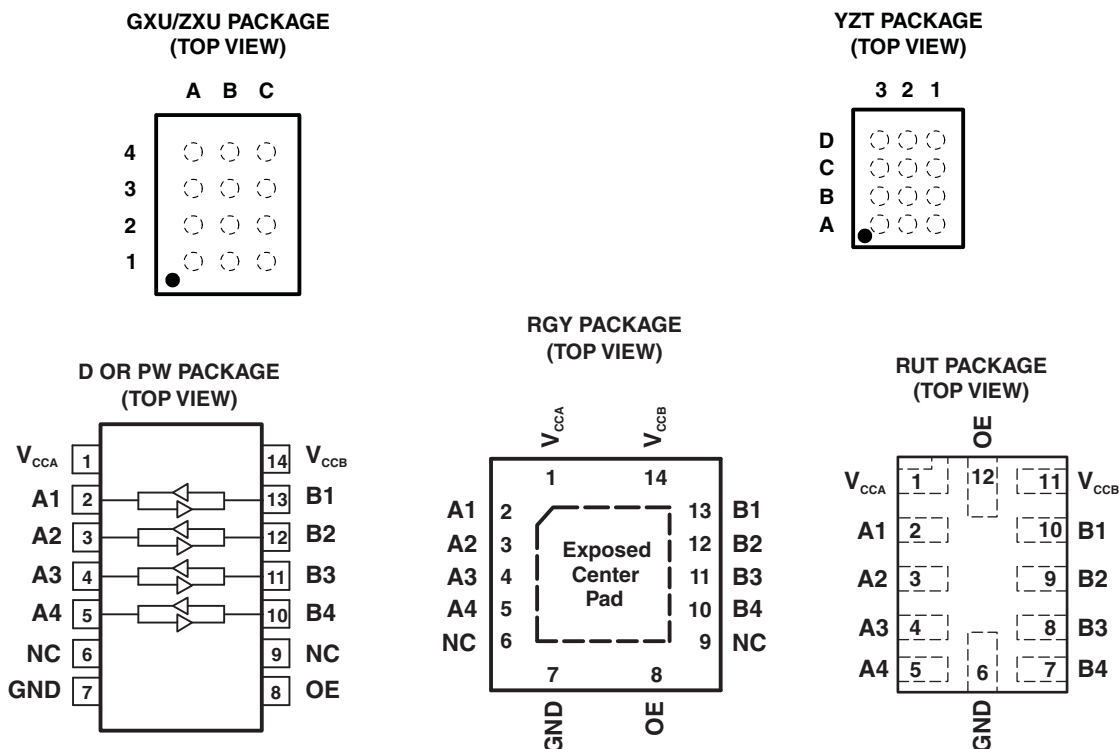 GXU/ZXU PACKAGE
(TOP VIEW)
A B C
4
3
2
1
YZT PACKAGE
(TOP VIEW)
3 2 1
D
C
B
A
D OR PW PACKAGE
(TOP VIEW)
VCCA 1 14 VCCB
A1 2 13 B1
A2 3 12 B2
A3 4 11 B3
A4 5 10 B4
NC 6 9 NC
GND 7 8 OE
RGY PACKAGE
(TOP VIEW)
VCCA VCCB
1 14
A1 2 13 B1
A2 3 12 B2
A3 4 11 B3
A4 5 10 B4
NC 6 9 NC
Exposed
Center
Pad
7 8
GND OE
RUT PACKAGE
(TOP VIEW)
OE
VCCA 1 12 11 VCCB
A1 2 10 B1
A2 3 9 B2
A3 4 8 B3
A4 5 6 7 B4
GND